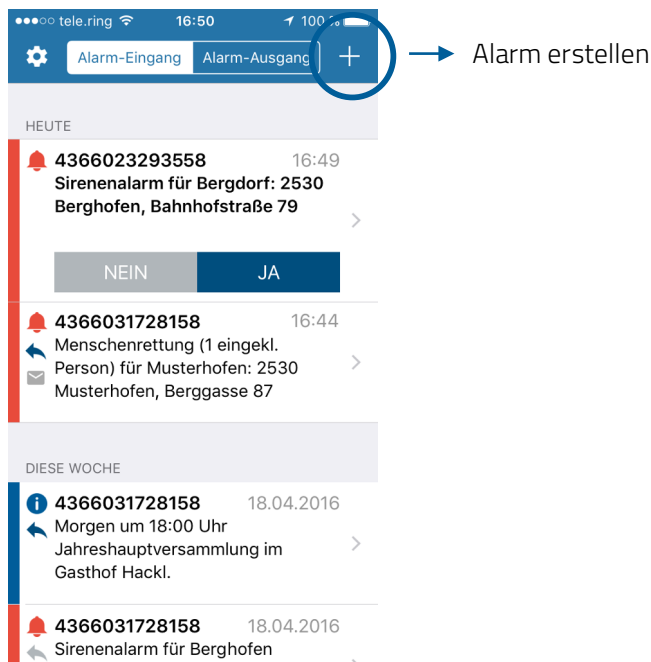 tele.ring 16:50 100 %
Alarm-Eingang Alarm-Ausgang
Alarm erstellen
HEUTE
4366023293558 16:49
Sirenenalarm für Bergdorf: 2530
Berghofen, Bahnhofstraße 79
NEIN JA
4366031728158 16:44
Menschenrettung (1 eingekl.
Person) für Musterhofen: 2530
Musterhofen, Berggasse 87
DIESE WOCHE
4366031728158 18.04.2016
Morgen um 18:00 Uhr
Jahreshauptversammlung im
Gasthof Hackl.
4366031728158 18.04.2016
Sirenenalarm für Berghofen